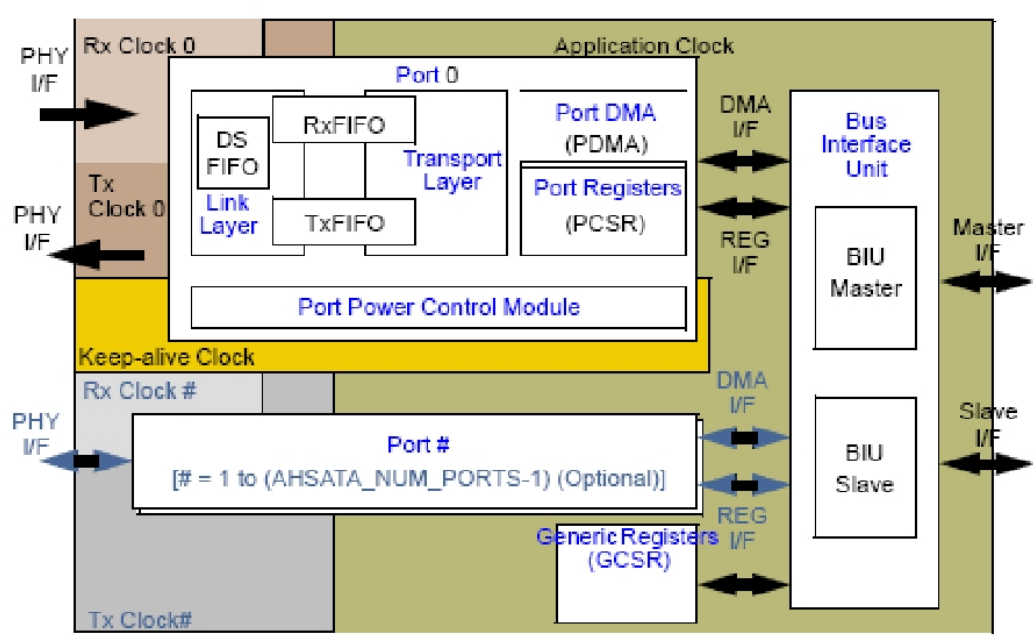 Rx Clock 0
Application Clock
PHY
I/F
Port 0
DS
FIFO
RxFIFO
Transport
Layer
Link
Layer
TxFIFO
Port DMA
(PDMA)
Port Registers
(PCSR)
DMA
I/F
REG
I/F
Bus
Interface
Unit
Tx
Clock 0
PHY
I/F
BIU
Master
Master
I/F
Port Power Control Module
Keep-alive Clock
Rx Clock #
PHY
I/F
Port #
[# = 1 to (AHSATA_NUM_PORTS-1) (Optional)]
DMA
I/F
REG
I/F
BIU
Slave
Slave
I/F
Generic Registers
(GCSR)
Tx Clock#